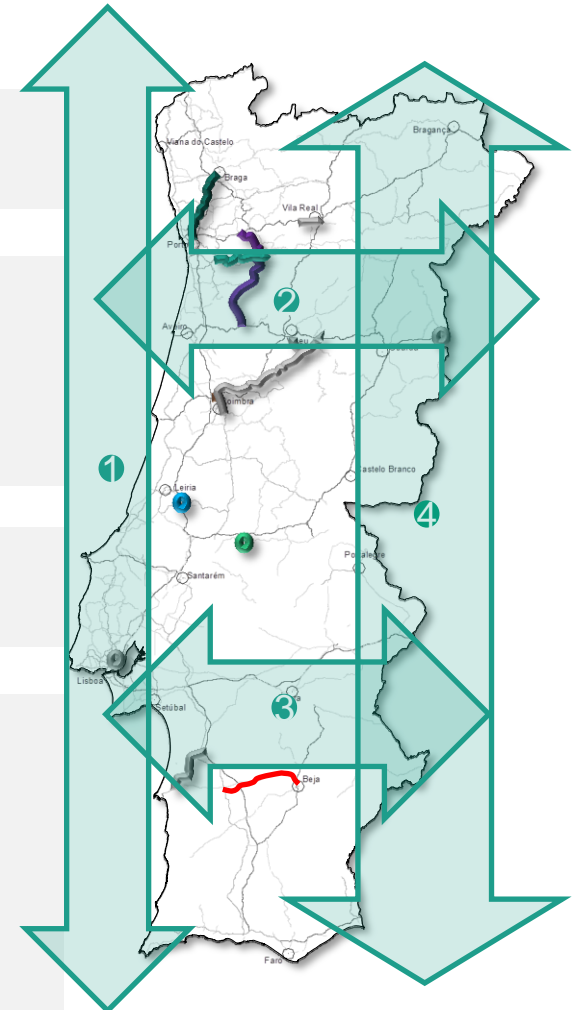 Viana do Castelo
Bragança
Braga
Vila Real
Porto
2
Aveiro
Coimbra
1
Castelo Branco
Leiria
4
Santarém
Lisboa
Setúbal
3
Beja
Faro